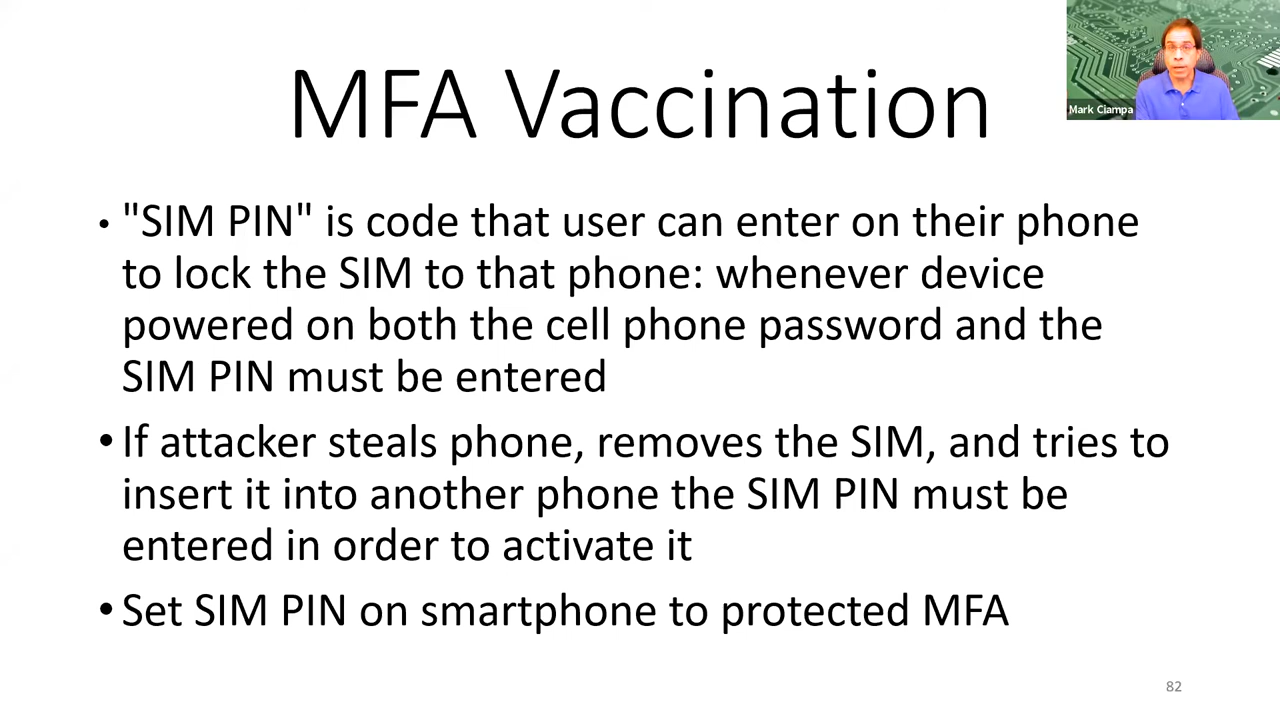 MFA Vaccination
Mark Ciampa
• "SIM PIN" is code that user can enter on their phone
to lock the SIM to that phone: whenever device
powered on both the cell phone password and the
SIM PIN must be entered
• If attacker steals phone, removes the SIM, and tries to
insert it into another phone the SIM PIN must be
entered in order to activate it
• Set SIM PIN on smartphone to protected MFA
82